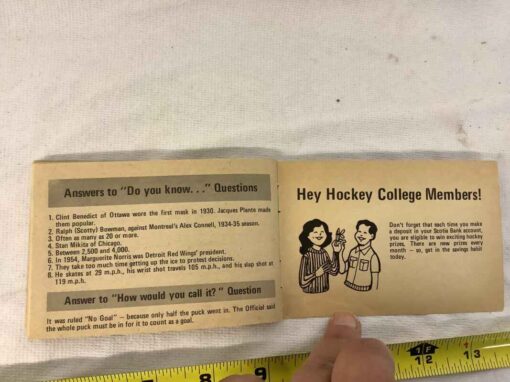 Answers to "Do you know. . ." Questions
1. Clint Benedict of Ottawa wore the first mask in 1930. Jacques Plante made
them popular.
2. Ralph (Scotty) Bowman, against Montreal's Alex Connell, 1934-35 season.
3. Often as many as 20 or more.
4. Stan Mikita of Chicago.
5. Between 2,500 and 4,000.
6. In 1954, Marguerite Norris was Detroit Red Wings' president.
7. They take too much time getting up the ice to protest decisions.
8. He skates at 29 m.p.h., his wrist shot travels 105 m.p.h., and his slap shot at
119 m.p.h.
Answer to "How would you call it?" Question
It was ruled "No Goal" – because only half the puck went in. The Official said
the whole puck must be in for it to count as a goal.
Hey Hockey College Members!
Don't forget that each time you make
a deposit in your Scotia Bank account,
you are eligible to win exciting hockey
prizes. There are new prizes every
month – so, get in the savings habit
today.
8 9 12 1F 13